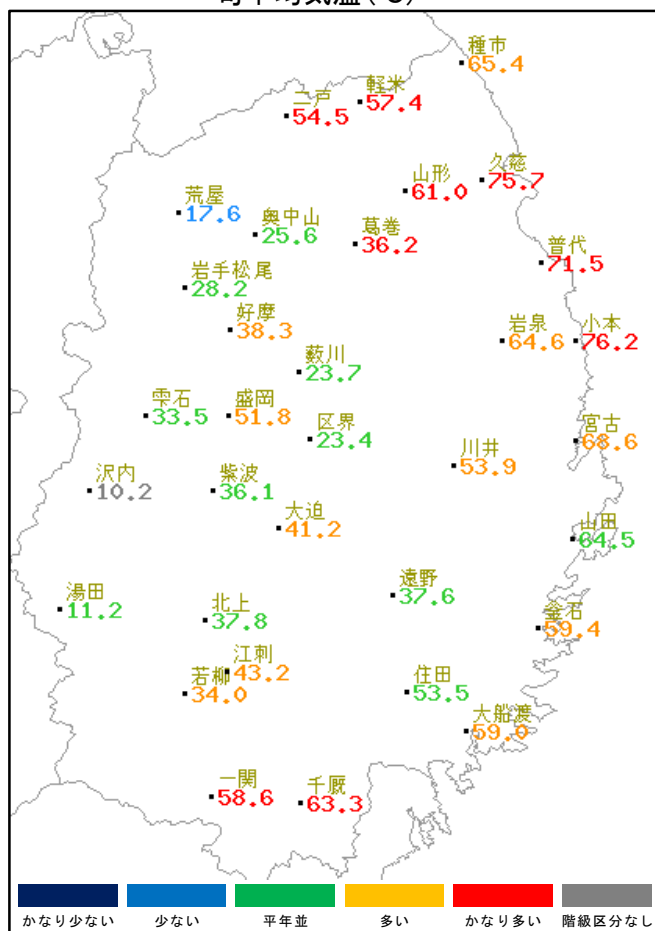 種市
65.4
軽米
57.4
二戸
54.5
久慈
75.7
山形
61.0
荒屋
17.6
奥中山
25.6
葛巻
36.2
普代
71.5
岩手松尾
28.2
好摩
38.3
岩泉
64.6
小本
76.2
薮川
23.7
雫石
33.5
盛岡
51.8
区界
23.4
宮古
68.6
川井
53.9
沢内
10.2
紫波
36.1
大迫
41.2
山田
64.5
湯田
11.2
北上
37.8
遠野
37.6
釜石
59.4
江刺
43.2
若柳
34.0
住田
53.5
大船渡
59.0
一関
58.6
千厩
63.3
かなり少ない 少ない 平年並 多い かなり多い 階級区分なし